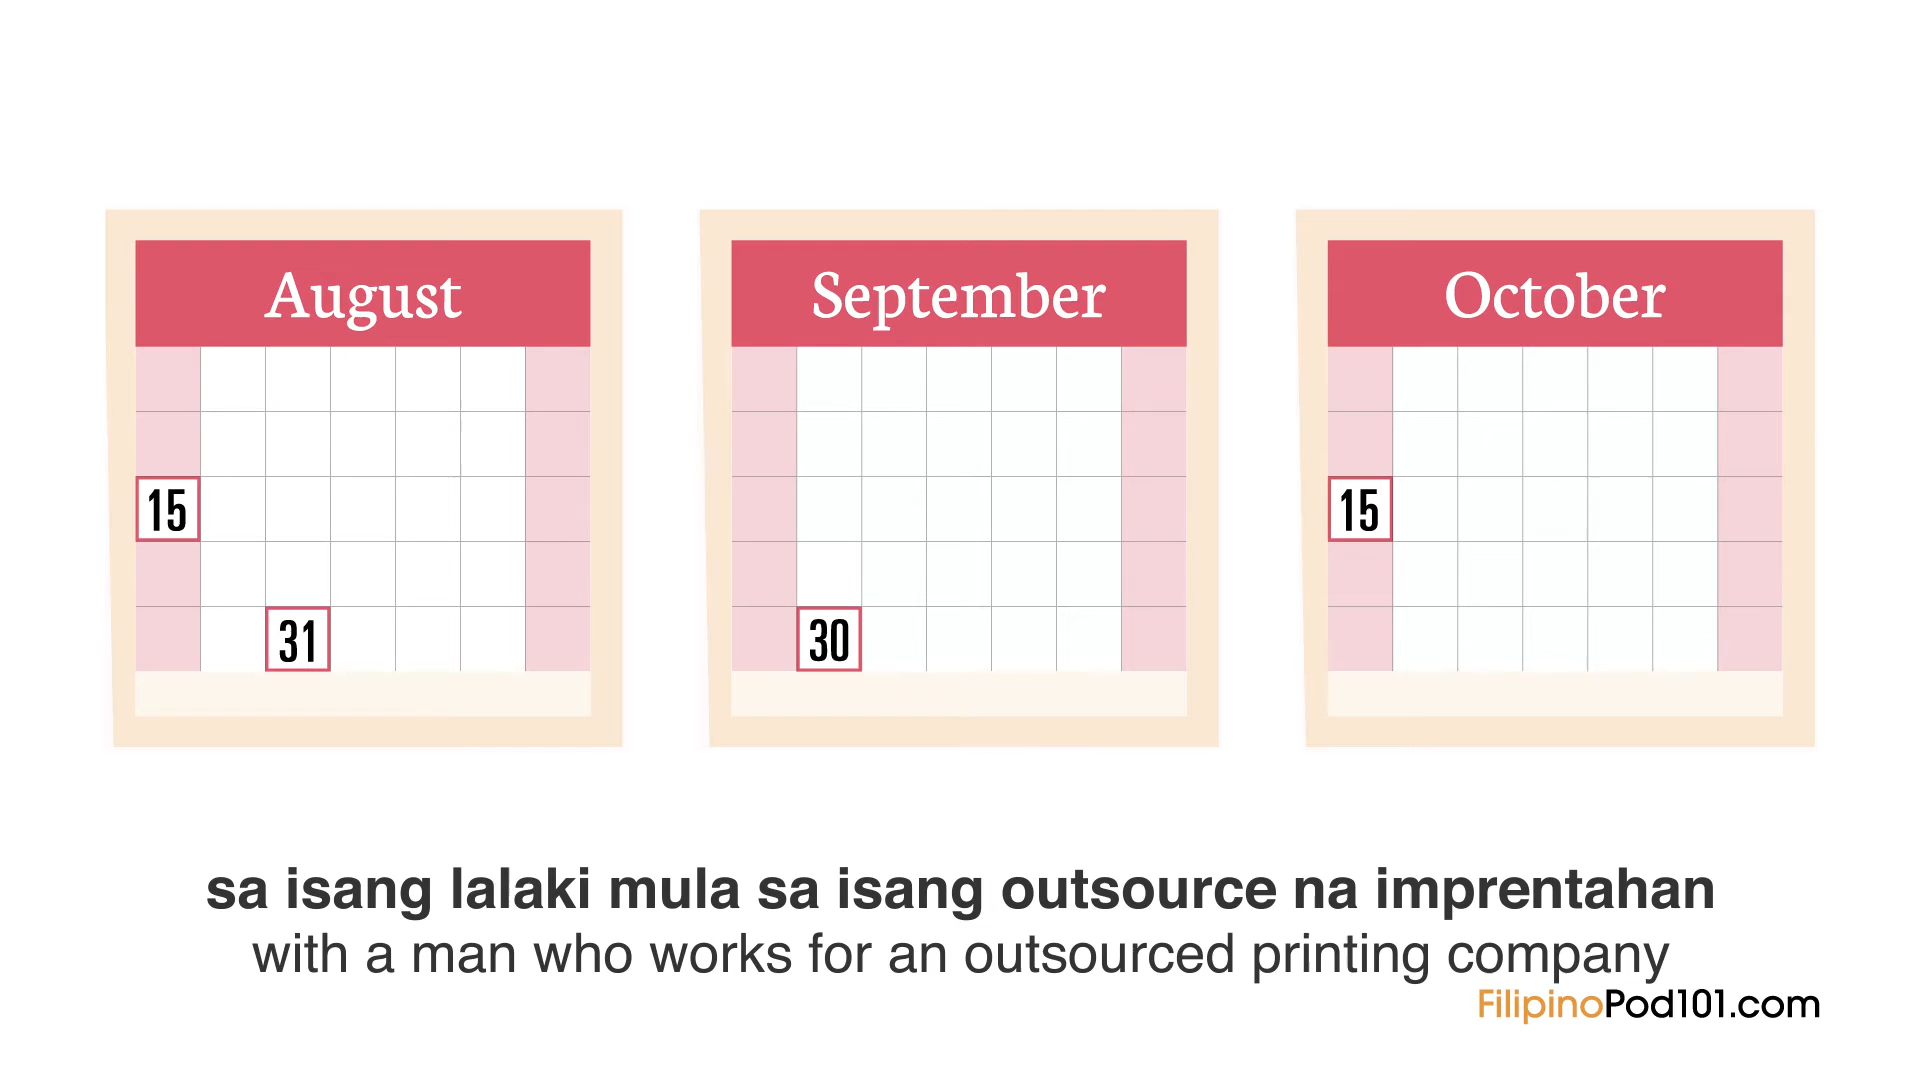 August
September
October
15
15
31
30
sa isang lalaki mula sa isang outsource na imprentahan
with a man who works for an outsourced printing company
FilipinoPod101.com